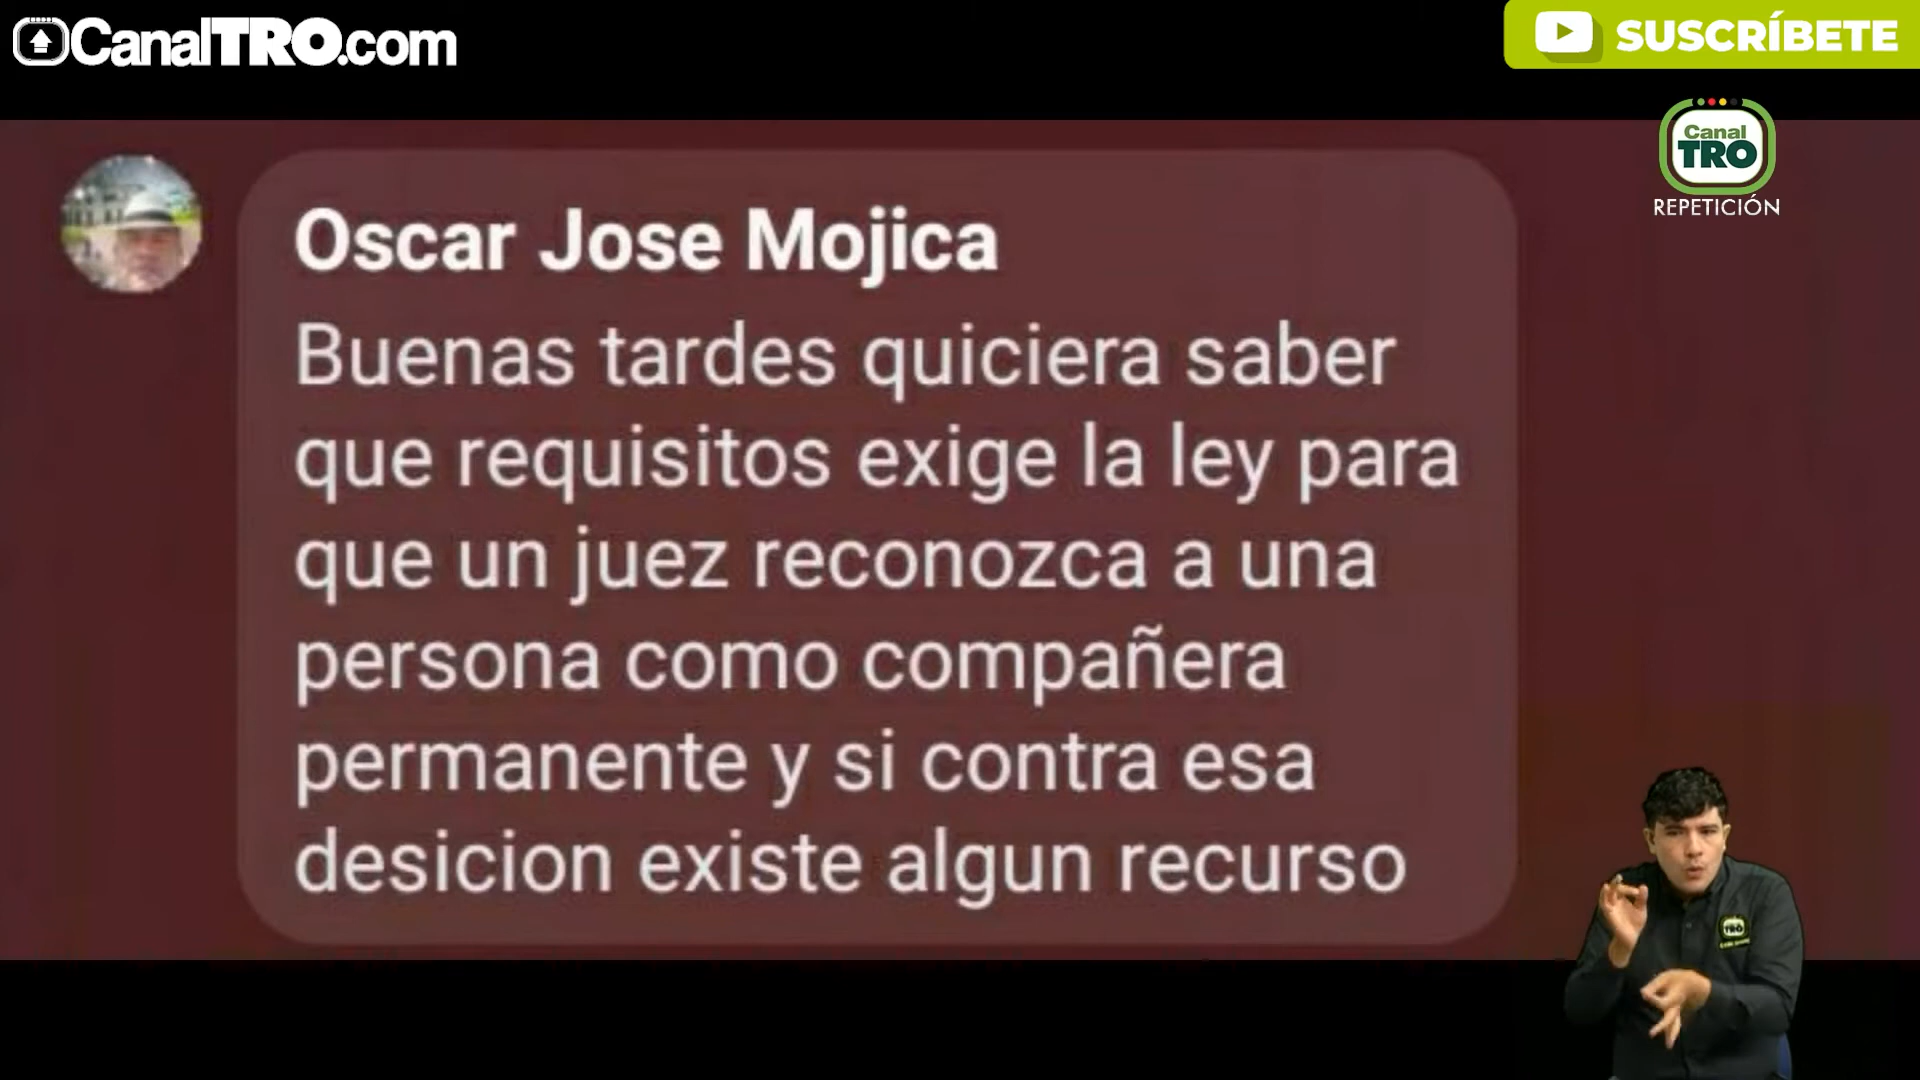 CanalTRO.com
SUSCRÍBETE
Canal
TRO
REPETICIÓN
Oscar Jose Mojica
Buenas tardes quiciera saber
que requisitos exige la ley para
que un juez reconozca a una
persona como compañera
permanente y si contra esa
desicion existe algun recurso
TRO